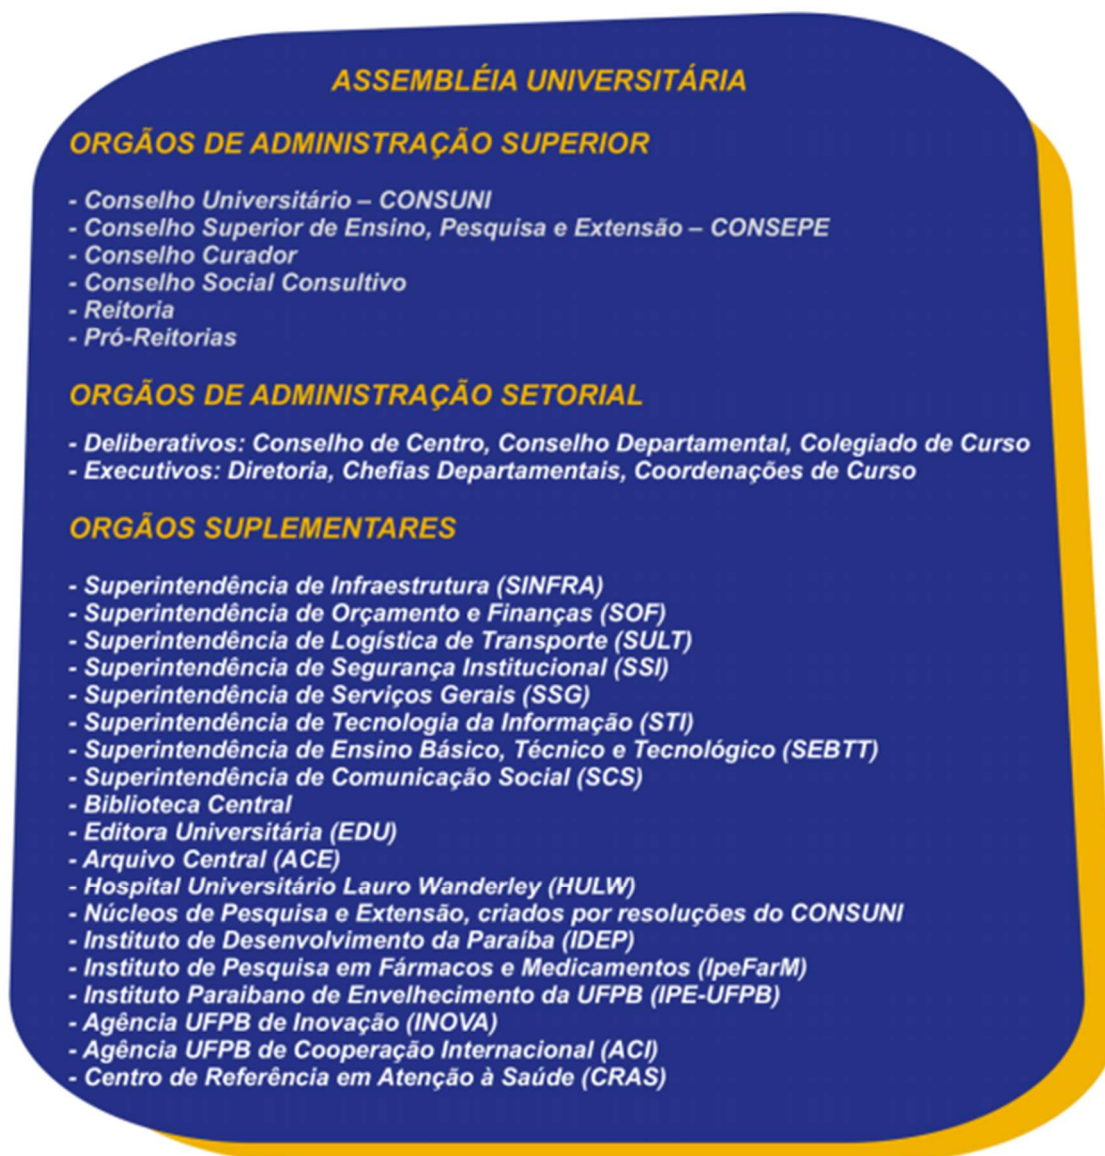 ASSEMBLÉIA UNIVERSITÁRIA
ORGÃOS DE ADMINISTRAÇÃO SUPERIOR
- Conselho Universitário – CONSUNI
- Conselho Superior de Ensino, Pesquisa e Extensão – CONSEPE
- Conselho Curador
- Conselho Social Consultivo
- Reitoria
- Pró-Reitorias
ORGÃOS DE ADMINISTRAÇÃO SETORIAL
- Deliberativos: Conselho de Centro, Conselho Departamental, Colegiado de Curso
- Executivos: Diretoria, Chefias Departamentais, Coordenações de Curso
ORGÃOS SUPLEMENTARES
- Superintendência de Infraestrutura (SINFRA)
- Superintendência de Orçamento e Finanças (SOF)
- Superintendência de Logística de Transporte (SULT)
- Superintendência de Segurança Institucional (SSI)
- Superintendência de Serviços Gerais (SSG)
- Superintendência de Tecnologia da Informação (STI)
- Superintendência de Ensino Básico, Técnico e Tecnológico (SEBTT)
- Superintendência de Comunicação Social (SCS)
- Biblioteca Central
- Editora Universitária (EDU)
- Arquivo Central (ACE)
- Hospital Universitário Lauro Wanderley (HULW)
- Núcleos de Pesquisa e Extensão, criados por resoluções do CONSUNI
- Instituto de Desenvolvimento da Paraíba (IDEP)
- Instituto de Pesquisa em Fármacos e Medicamentos (IpeFarM)
- Instituto Paraibano de Envelhecimento da UFPB (IPE-UFPB)
- Agência UFPB de Inovação (INOVA)
- Agência UFPB de Cooperação Internacional (ACI)
- Centro de Referência em Atenção à Saúde (CRAS)